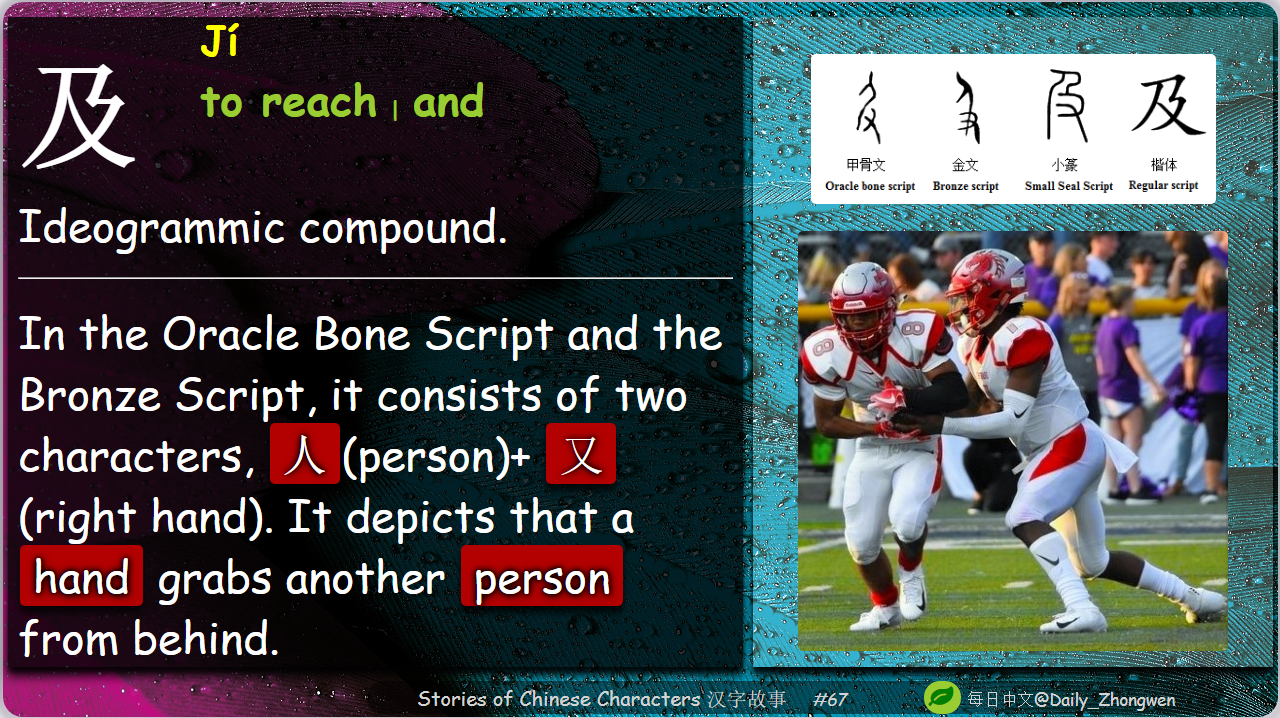 及
Jí
to reach | and
Ideogrammic compound.
In the Oracle Bone Script and the
Bronze Script, it consists of two
characters, 人 (person)+ 又
(right hand). It depicts that a
hand grabs another person
from behind.
及
甲骨文 金文 小篆 楷体
Oracle bone script Bronze script Small Seal Script Regular script
8 8
Stories of Chinese Characters 汉字故事 #67
每日中文@Daily_Zhongwen